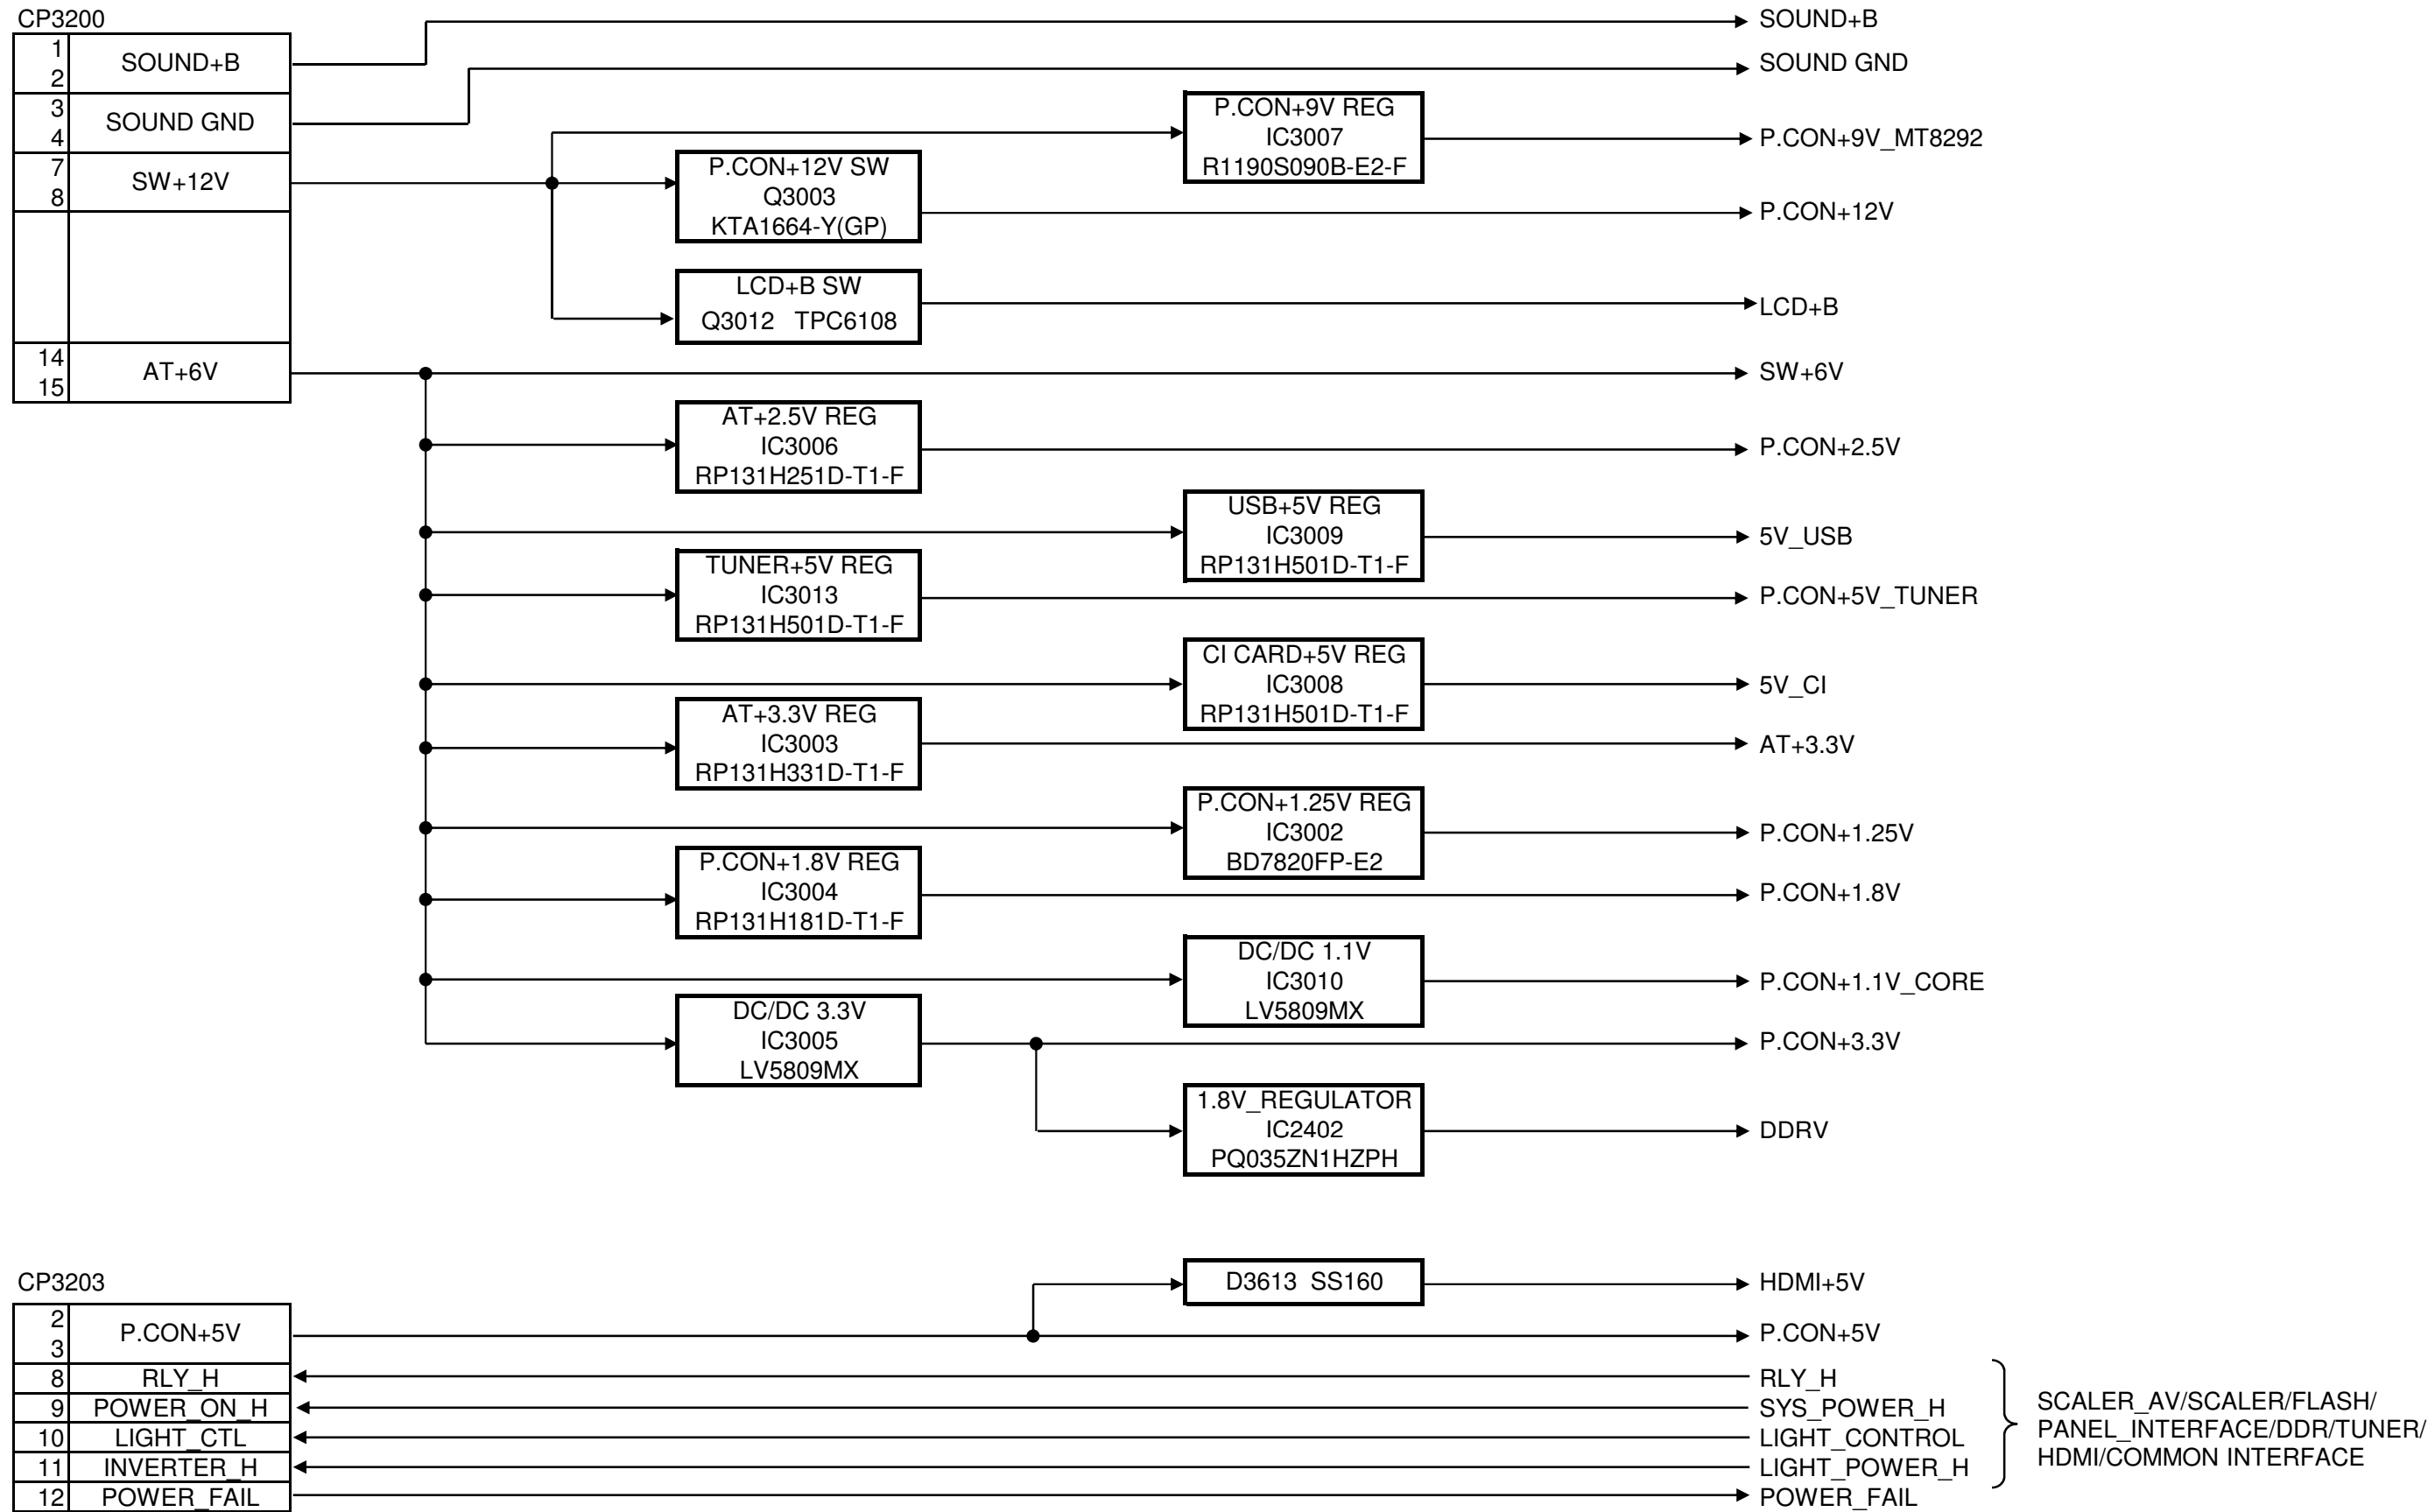 CP3200
1
2
SOUND+B
3
4
SOUND GND
7
8
SW+12V
14
15
AT+6V
SOUND+B
SOUND GND
P.CON+9V REG
IC3007
R1190S090B-E2-F
P.CON+9V_MT8292
P.CON+12V SW
Q3003
KTA1664-Y(GP)
P.CON+12V
LCD+B SW
Q3012 TPC6108
LCD+B
SW+6V
AT+2.5V REG
IC3006
RP131H251D-T1-F
P.CON+2.5V
USB+5V REG
IC3009
RP131H501D-T1-F
5V_USB
TUNER+5V REG
IC3013
RP131H501D-T1-F
P.CON+5V_TUNER
CI CARD+5V REG
IC3008
RP131H501D-T1-F
5V_CI
AT+3.3V REG
IC3003
RP131H331D-T1-F
AT+3.3V
P.CON+1.25V REG
IC3002
BD7820FP-E2
P.CON+1.25V
P.CON+1.8V REG
IC3004
RP131H181D-T1-F
P.CON+1.8V
DC/DC 1.1V
IC3010
LV5809MX
P.CON+1.1V_CORE
DC/DC 3.3V
IC3005
LV5809MX
P.CON+3.3V
1.8V_REGULATOR
IC2402
PQ035ZN1HZPH
DDRV
CP3203
2
3
P.CON+5V
8 RLY_H
9 POWER_ON_H
10 LIGHT_CTL
11 INVERTER_H
12 POWER_FAIL
D3613 SS160
HDMI+5V
P.CON+5V
RLY_H
SYS_POWER_H
LIGHT_CONTROL
LIGHT_POWER_H
POWER_FAIL
SCALER_AV/SCALER/FLASH/
PANEL_INTERFACE/DDR/TUNER/
HDMI/COMMON INTERFACE